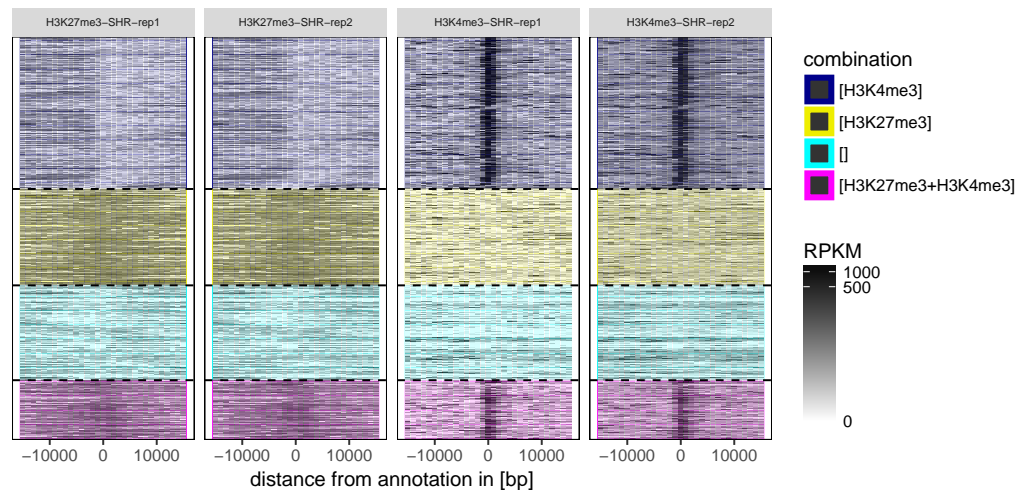 H3K27me3−SHR−rep1 H3K27me3−SHR−rep2 H3K4me3−SHR−rep1 H3K4me3−SHR−rep2
combination
[H3K4me3]
[H3K27me3]
[]
[H3K27me3+H3K4me3]
RPKM
1000
500
0
−10000 0 10000 −10000 0 10000 −10000 0 10000 −10000 0 10000
distance from annotation in [bp]